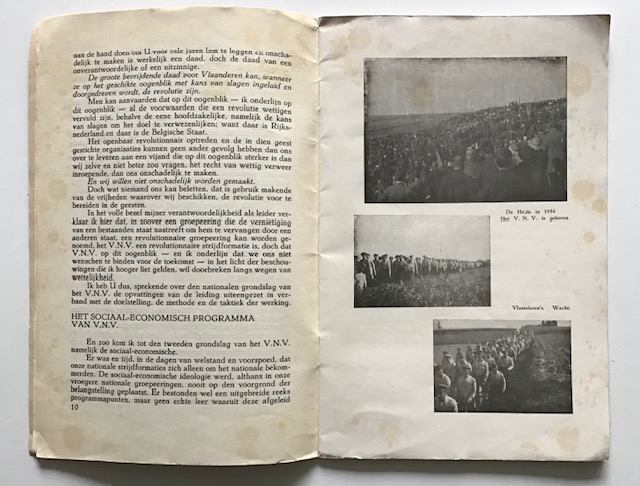 aan de hand doen om U voor vele jaren lam te leggen en onscha-
delijk te maken is werkelijk een daad, doch de daad van een
onverantwoordelijke of een uitzinnige.
De groote bevrijdende daad voor Vlaanderen kan, wanneer
ze op het geschikte oogenblik met kans van slagen ingeluid en
doorgedreven wordt, de revolutie zijn.
Men kan aanvaarden dat op dit oogenblik — ik onderlijn op
dit oogenblik — al de voorwaarden die een revolutie wettigen
vervuld zijn, behalve de eene hoofdzakelijke, namelijk de kans
van slagen om het doel te verwezenlijken; want daar is Rijks-
nederland en daar is de Belgische Staat.
Het openbaar revolutionnair optreden en de in dien geest
gestichte organisaties kunnen geen ander gevolg hebben dan ons
over te leveren aan een vijand die op dit oogenblik sterker is dan
wij zelve en niet beter zou vragen, het recht van wettig verweer
inroepende, dan ons onschadelijk te maken.
En wij willen niet onschadelijk worden gemaakt.
Doch wat niemand ons kan beletten, dat is gebruik makende
van de vrijheden waarover wij beschikken, de revolutie voor te
bereiden in de geesten.
In het volle besef mijner verantwoordelijkheid als leider ver-
klaar ik hier dat, in zoover een groepeering die de vernietiging
van een bestaanden staat nastreeft om hem te vervangen door een
anderen staat, een revolutionnaire groepeering kan worden ge-
noemd, het V.N.V. een revolutionnaire strijdformatie is, doch dat
V.N.V. op dit oogenblik — en ik onderlijn dat we ons niet
wenschen te binden voor de toekomst — in het licht der beschou-
wingen die ik hooger liet gelden, wil doorbreken langs wegen van
wettelijkheid.
Ik heb U dus, sprekende over den nationalen grondslag van
het V.N.V. de opvattingen van de leiding uiteengezet in ver-
band met de doelstelling, de methode en de taktiek der werking.
HET SOCIAAL-ECONOMISCH PROGRAMMA
VAN V.N.V.
En zoo kom ik tot den tweeden grondslag van het V.N.V.
namelijk de sociaal-economische.
Er was en tijd, in de dagen van welstand en voorspoed, dat
onze nationale strijdformaties zich alleen om het nationale bekom-
merden. De sociaal-economische ideologie werd, althans in onze
vroegere nationale groepeeringen, nooit op den voorgrond der
belangstelling geplaatst. Er bestonden wel een uitgebreide reeks
programmapunten, maar geen echte leer waaruit deze afgeleid
10
De Heide in 1934
Het V. N. V. is geboren
Vlaanderen's Wacht.